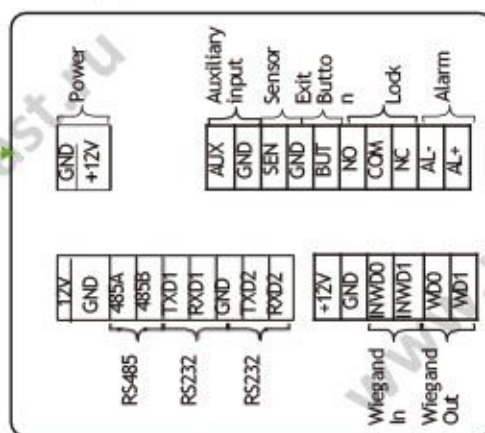 Power
GND
+12V
Auxiliary
input
Sensor
Exit
Butto
n
Lock
Alarm
AUX
GND
SEN
GND
BUT
NO
COM
NC
AL-
AL+
12V
GND
485A
485B
TXD1
RXD1
GND
TXD2
RXD2
RS485
RS232
RS232
+12V
GND
INWD0
INWD1
WD0
WD1
Wiegand
In
Wiegand
Out
ast.ru